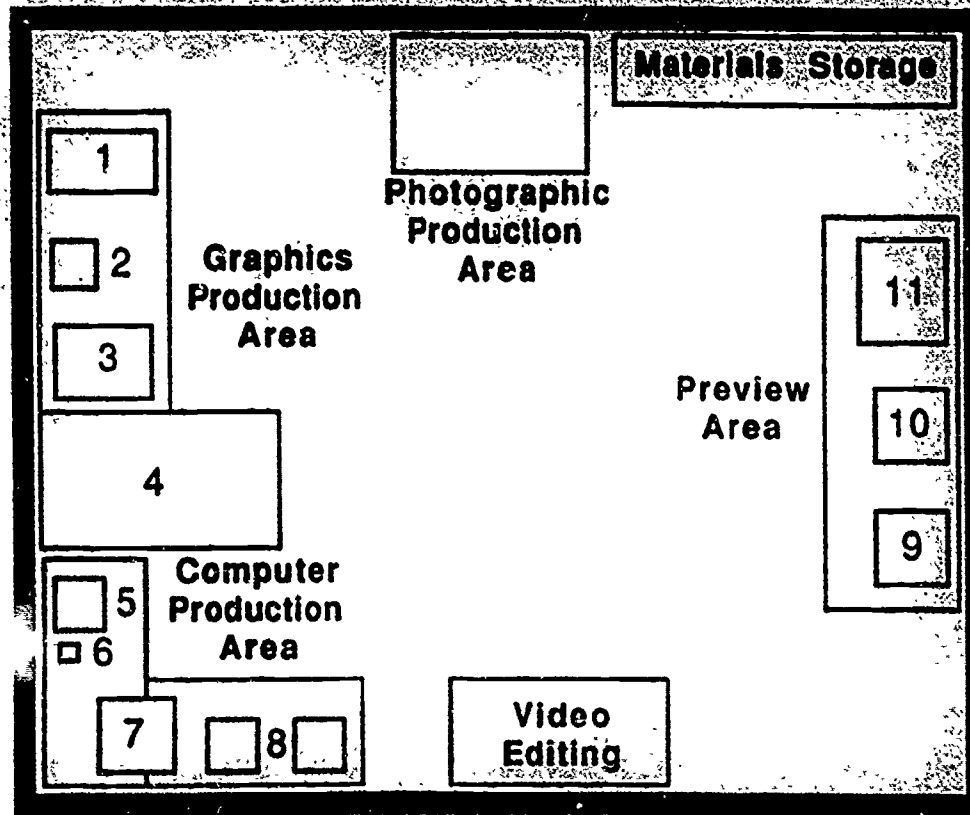 Materials Storage
1
Photographic
Production
Area
2
Graphics
Production
Area
11
3
Preview
Area
10
4
9
Computer
Production
Area
5
6
7
8
Video
Editing